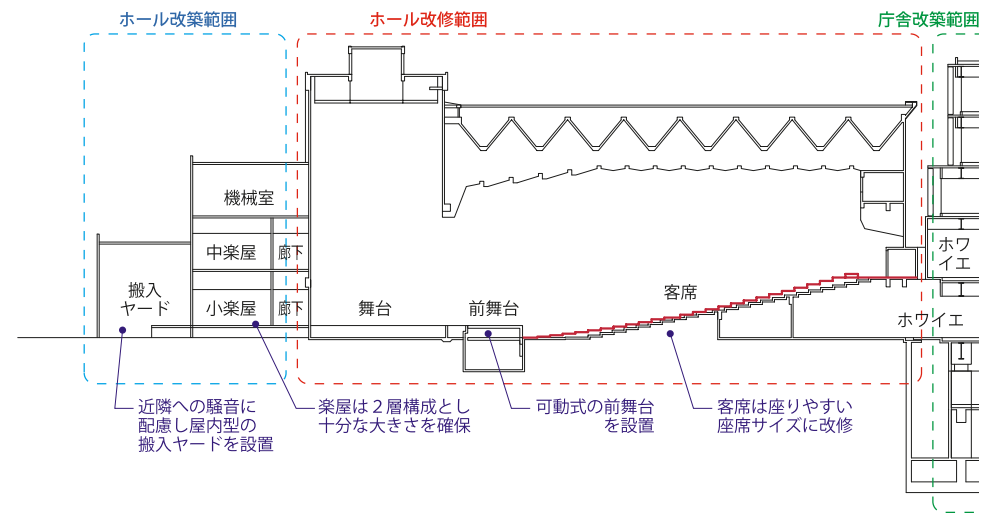 ホール改築範囲
ホール改修範囲
庁舎改築範囲
機械室
中楽屋
廊下
ホワ
イエ
搬入
ヤード
小楽屋
廊下
舞台
前舞台
客席
ホワイエ
近隣への騒音に
配慮し屋内型の
搬入ヤードを設置
楽屋は２層構成とし
十分な大きさを確保
可動式の前舞台
を設置
客席は座りやすい
座席サイズに改修